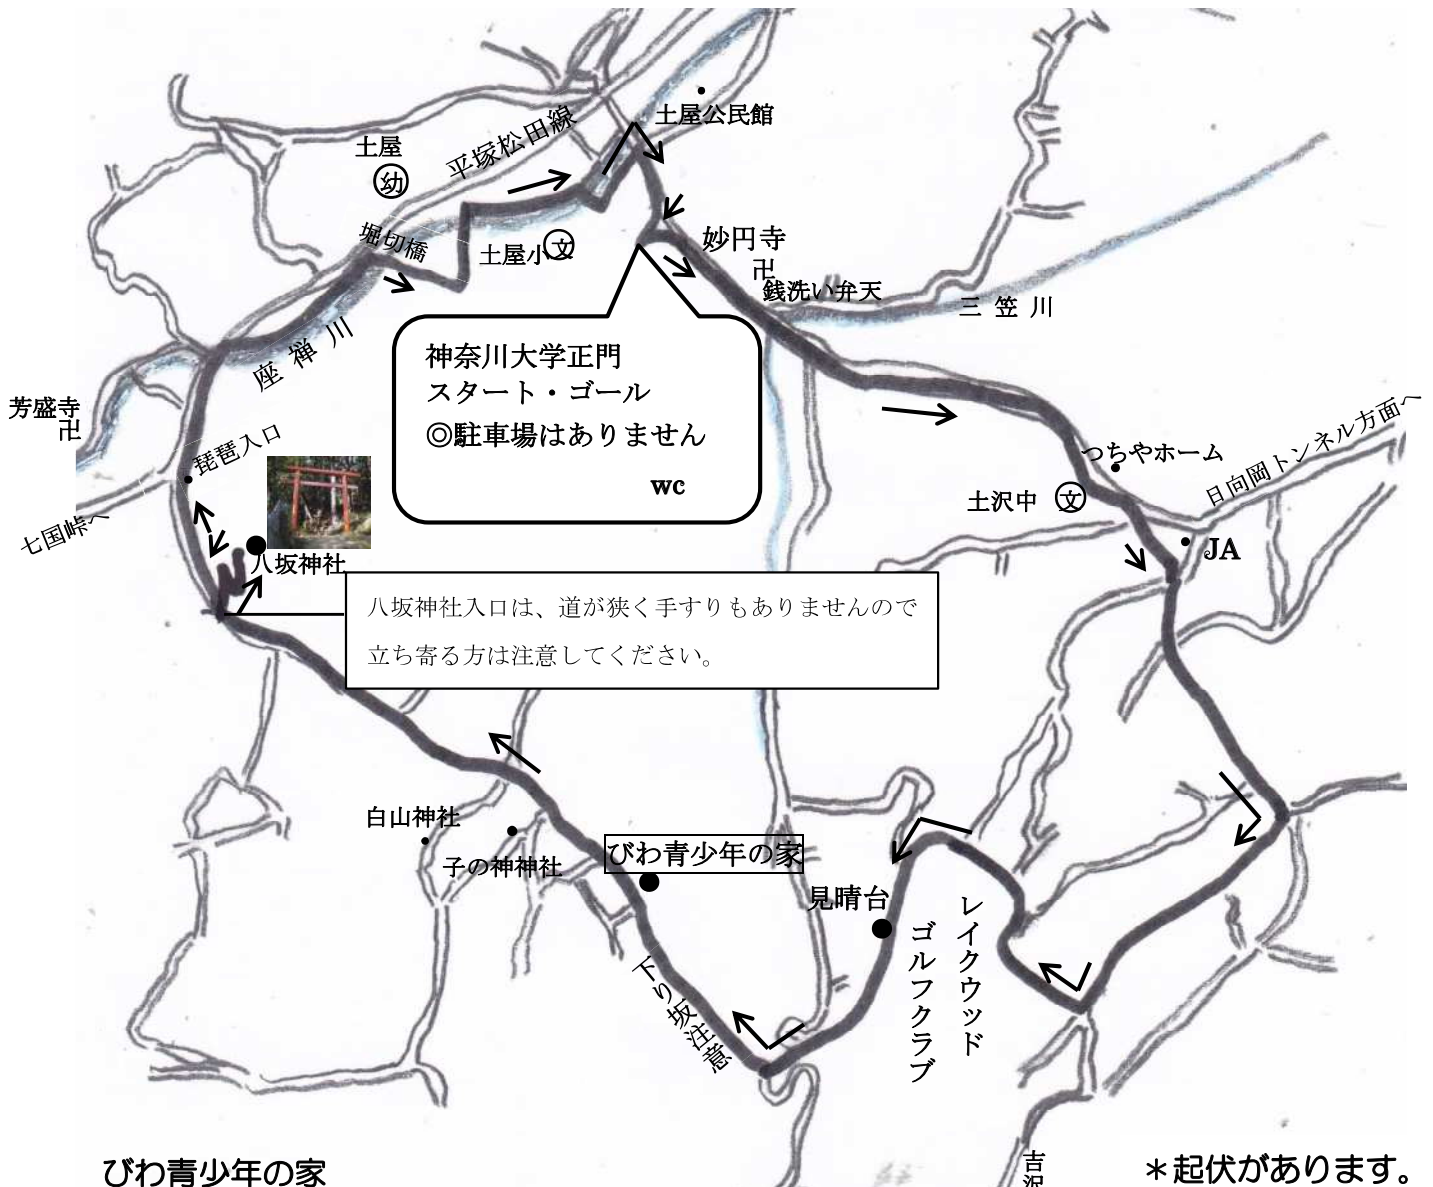 土屋公民館
平塚松田線
土屋
幼
堀切橋
土屋小
文
妙円寺
卍
銭洗い弁天
三笠川
座禅川
神奈川大学正門
スタート・ゴール
◎駐車場はありません
wc
芳盛寺
卍
琵琶入口
七国峠へ
八坂神社
つちやホーム
日向岡トンネル方面へ
土沢中
文
JA
八坂神社入口は、道が狭く手すりもありませんので
立ち寄る方は注意してください。
白山神社
子の神神社
びわ青少年の家
見晴台
レイクウッド
ゴルフクラブ
下り坂注意
びわ青少年の家
吉沢
＊起伏があります。